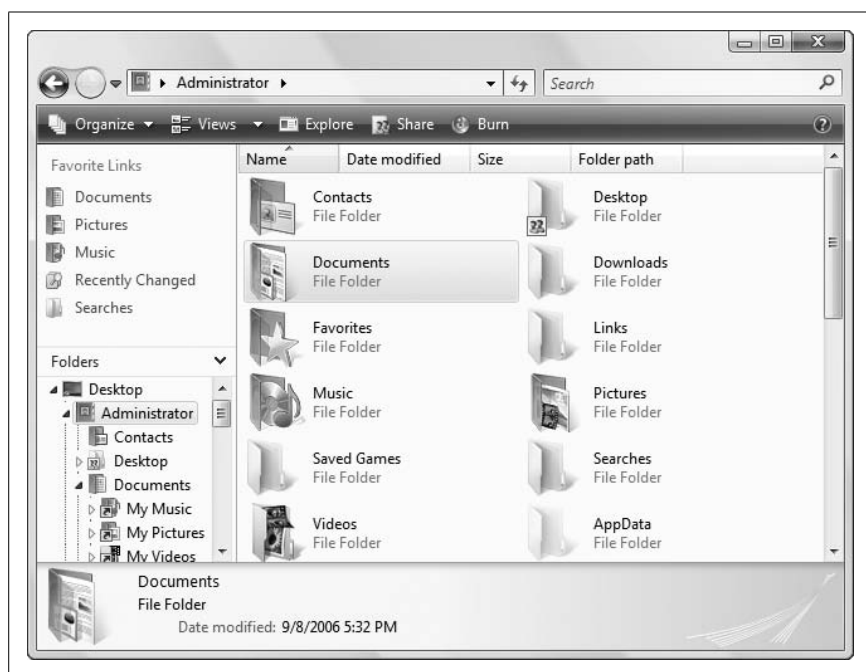 Administrator
Search
Organize Views Explore Share Burn
Favorite Links
Documents
Pictures
Music
Recently Changed
Searches
Folders
Desktop
Administrator
Contacts
Desktop
Documents
My Music
My Pictures
My Videos
Name Date modified Size Folder path
Contacts
File Folder
Desktop
File Folder
Documents
File Folder
Downloads
File Folder
Favorites
File Folder
Links
File Folder
Music
File Folder
Pictures
File Folder
Saved Games
File Folder
Searches
File Folder
Videos
File Folder
AppData
File Folder
Documents
File Folder
Date modified: 9/8/2006 5:32 PM